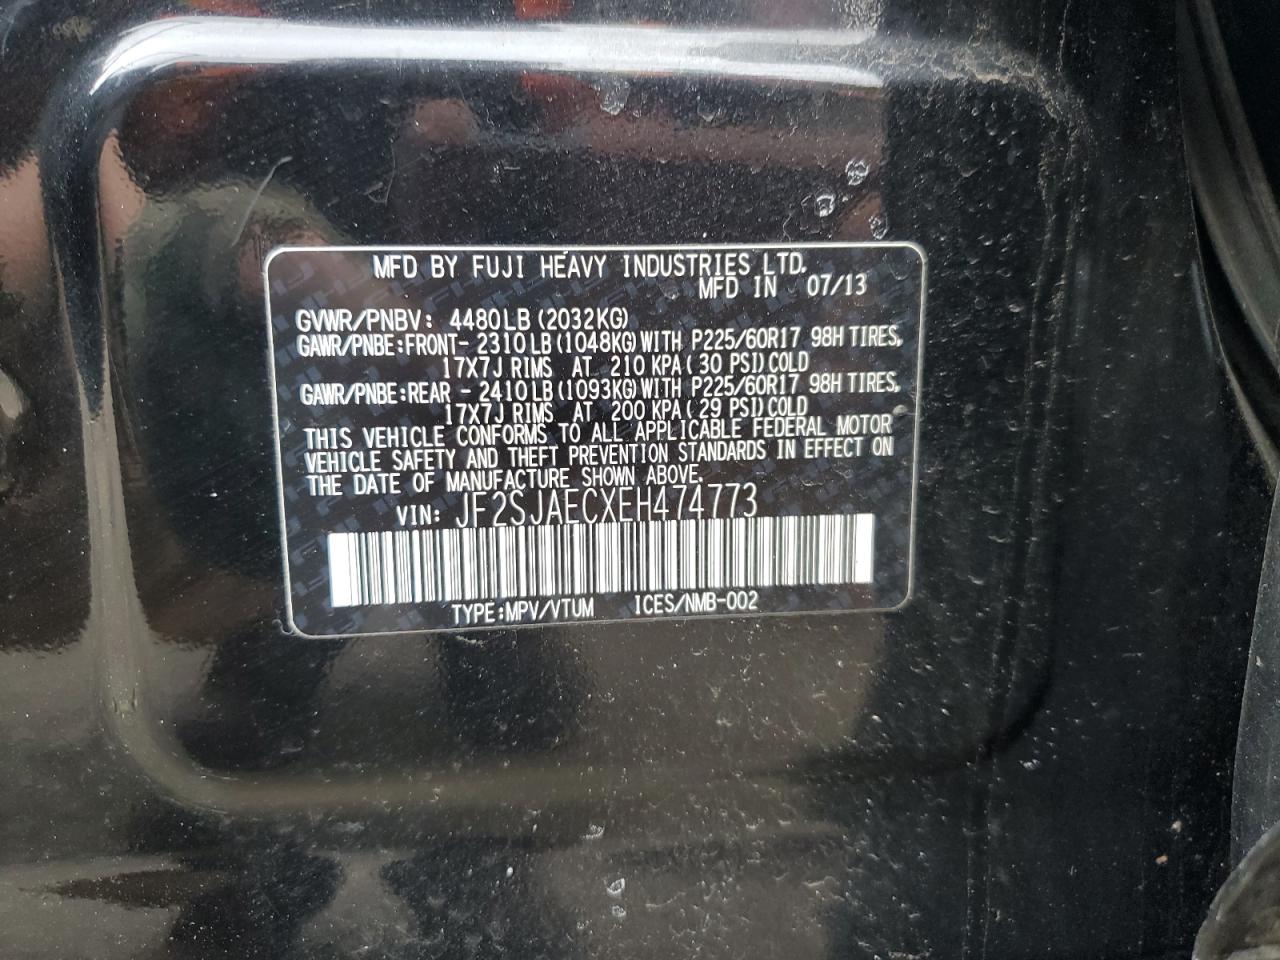 MFD BY FUJI HEAVY INDUSTRIES LTD.
MFD IN 07/13
GVWR/PNBV: 4480LB (2032KG)
GAWR/PNBE:FRONT- 2310LB (1048KG) WITH P225/60R17 98H TIRES,
17X7J RIMS AT 210 KPA( 30 PSI) COLD
GAWR/PNBE:REAR - 2410LB (1093KG) WITH P225/60R17 98H TIRES,
17X7J RIMS AT 200 KPA( 29 PSI) COLD
THIS VEHICLE CONFORMS TO ALL APPLICABLE FEDERAL MOTOR
VEHICLE SAFETY AND THEFT PREVENTION STANDARDS IN EFFECT ON
THE DATE OF MANUFACTURE SHOWN ABOVE.
VIN: JF2SJAECXEH474773
TYPE:MPV/VTUM ICES/NMB-002